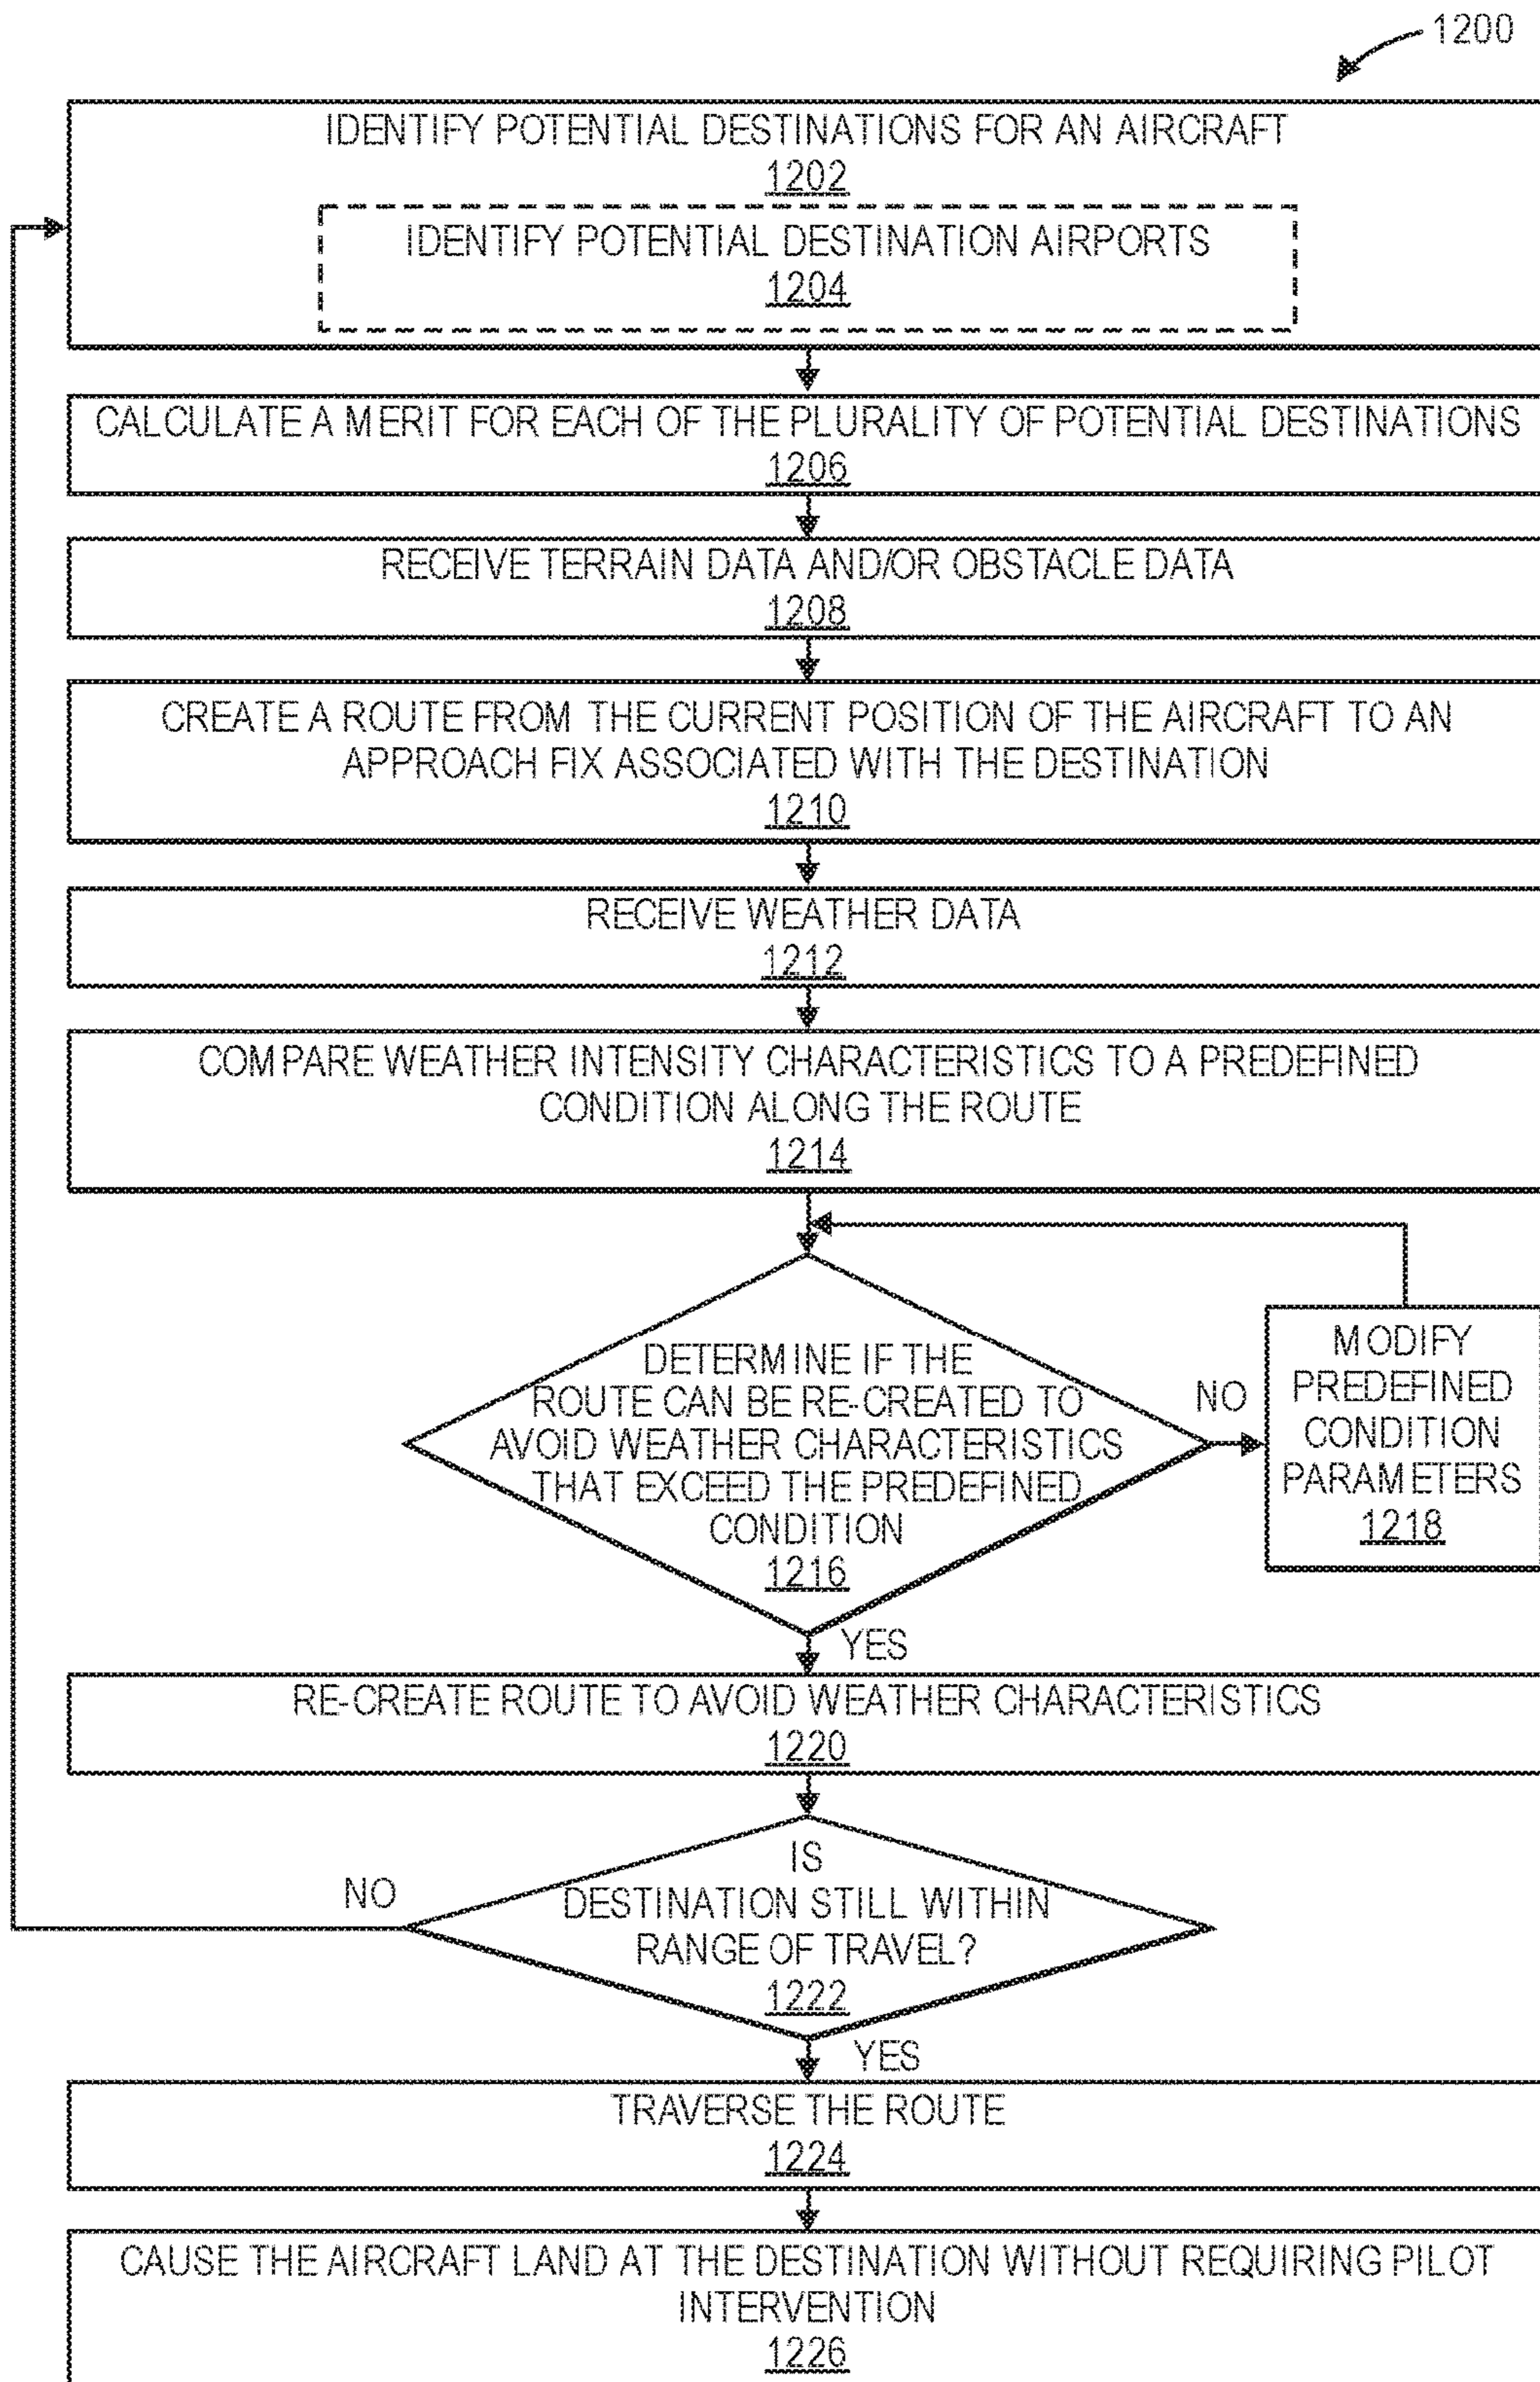 1200
IDENTIFY POTENTIAL DESTINATIONS FOR AN AIRCRAFT
1202
IDENTIFY POTENTIAL DESTINATION AIRPORTS
1204
CALCULATE A MERIT FOR EACH OF THE PLURALITY OF POTENTIAL DESTINATIONS
1206
RECEIVE TERRAIN DATA AND/OR OBSTACLE DATA
1208
CREATE A ROUTE FROM THE CURRENT POSITION OF THE AIRCRAFT TO AN
APPROACH FIX ASSOCIATED WITH THE DESTINATION
1210
RECEIVE WEATHER DATA
1212
COMPARE WEATHER INTENSITY CHARACTERISTICS TO A PREDEFINED
CONDITION ALONG THE ROUTE
1214
DETERMINE IF THE
ROUTE CAN BE RE-CREATED TO
AVOID WEATHER CHARACTERISTICS
THAT EXCEED THE PREDEFINED
CONDITION
1216
NO
MODIFY
PREDEFINED
CONDITION
PARAMETERS
1218
YES
RE-CREATE ROUTE TO AVOID WEATHER CHARACTERISTICS
1220
NO
IS
DESTINATION STILL WITHIN
RANGE OF TRAVEL?
1222
YES
TRAVERSE THE ROUTE
1224
CAUSE THE AIRCRAFT LAND AT THE DESTINATION WITHOUT REQUIRING PILOT
INTERVENTION
1226